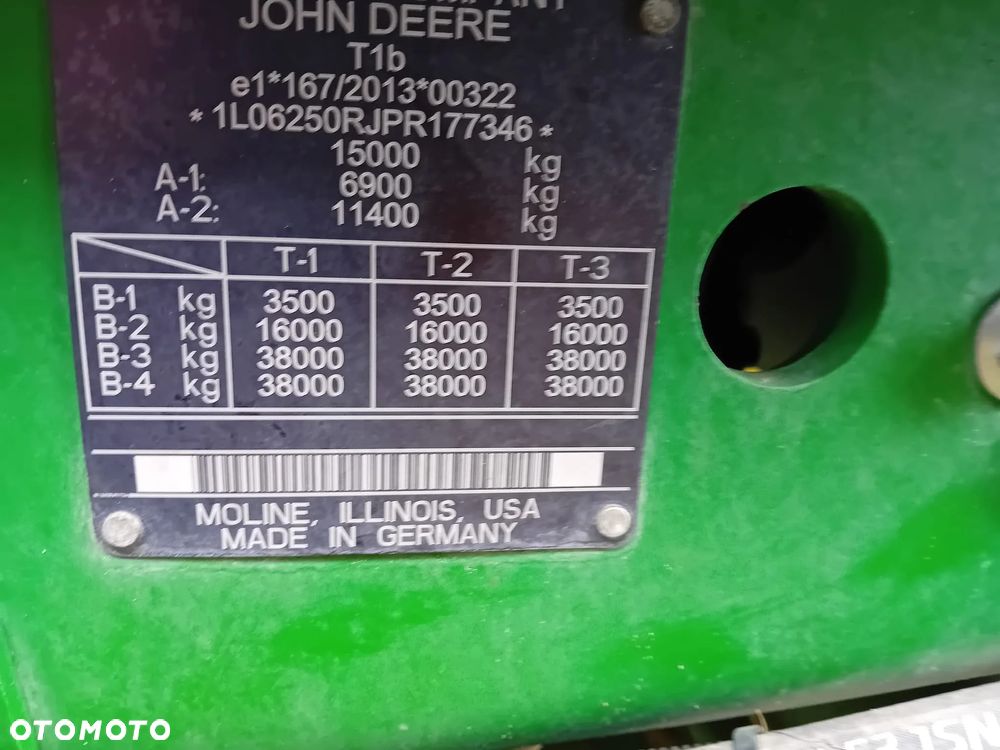 JOHN DEERE
T1b
e1*167/2013*00322
*1L06250RJPR177346*
15000 kg
A-1: 6900 kg
A-2: 11400 kg
T-1 T-2 T-3
B-1 kg 3500 3500 3500
B-2 kg 16000 16000 16000
B-3 kg 38000 38000 38000
B-4 kg 38000 38000 38000
MOLINE, ILLINOIS, USA
MADE IN GERMANY
OTOMOTO